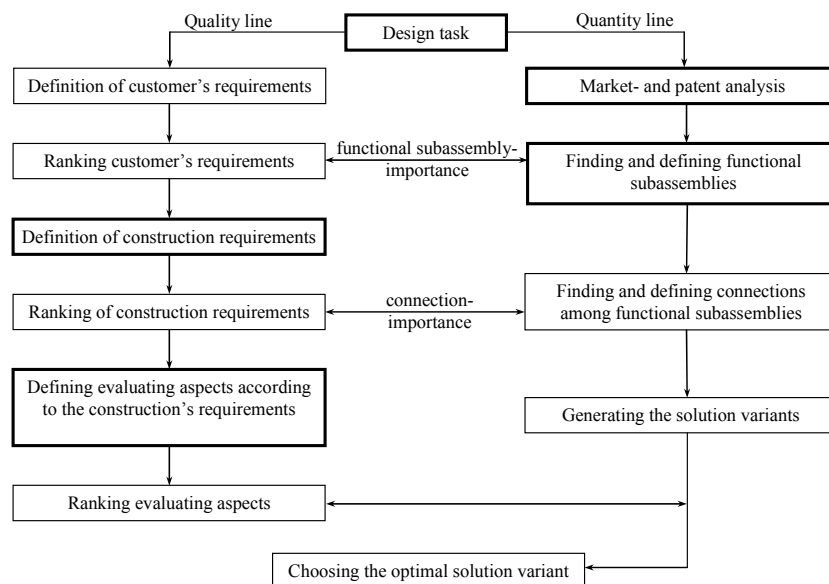 Quality line
Design task
Quantity line
Definition of customer’s requirements
Market- and patent analysis
Ranking customer’s requirements
functional subassembly-
importance
Finding and defining functional
subassemblies
Definition of construction requirements
Ranking of construction requirements
connection-
importance
Finding and defining connections
among functional subassemblies
Defining evaluating aspects according
to the construction’s requirements
Generating the solution variants
Ranking evaluating aspects
Choosing the optimal solution variant